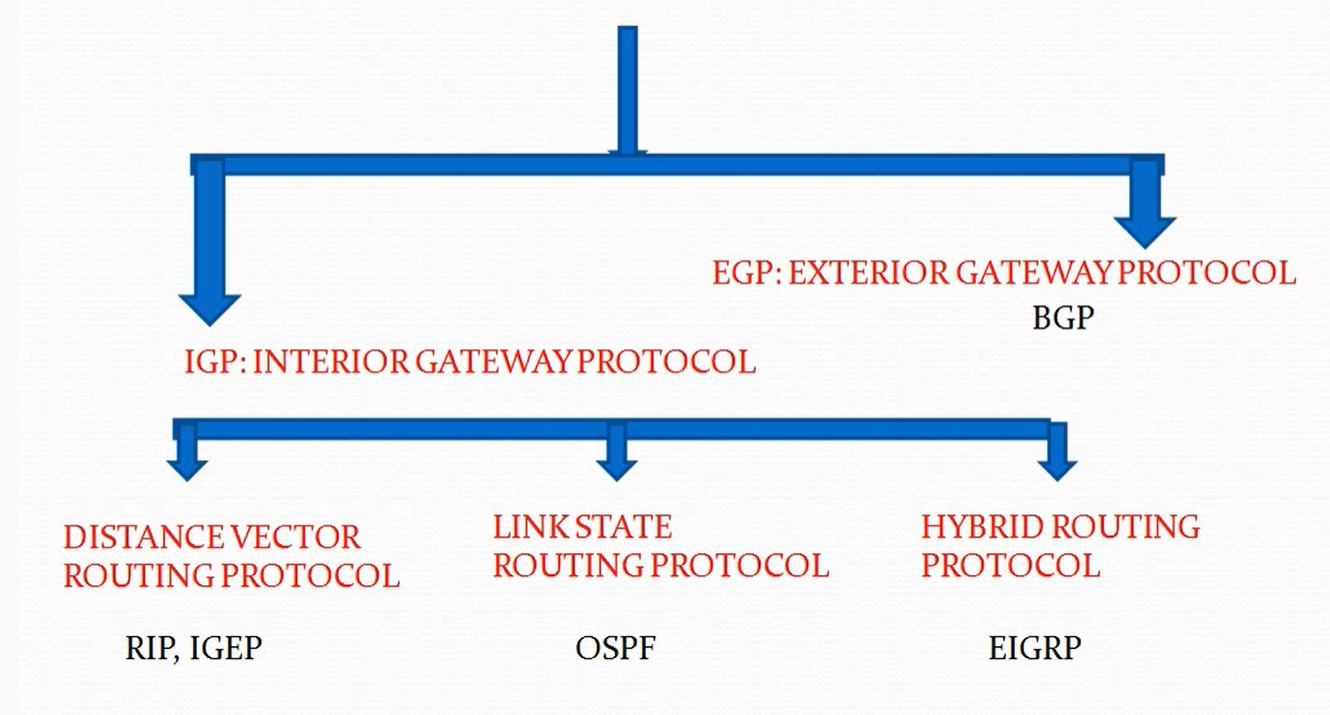 EGP: EXTERIOR GATEWAY PROTOCOL
BGP
IGP: INTERIOR GATEWAY PROTOCOL
DISTANCE VECTOR
ROUTING PROTOCOL
RIP, IGEP
LINK STATE
ROUTING PROTOCOL
OSPF
HYBRID ROUTING
PROTOCOL
EIGRP